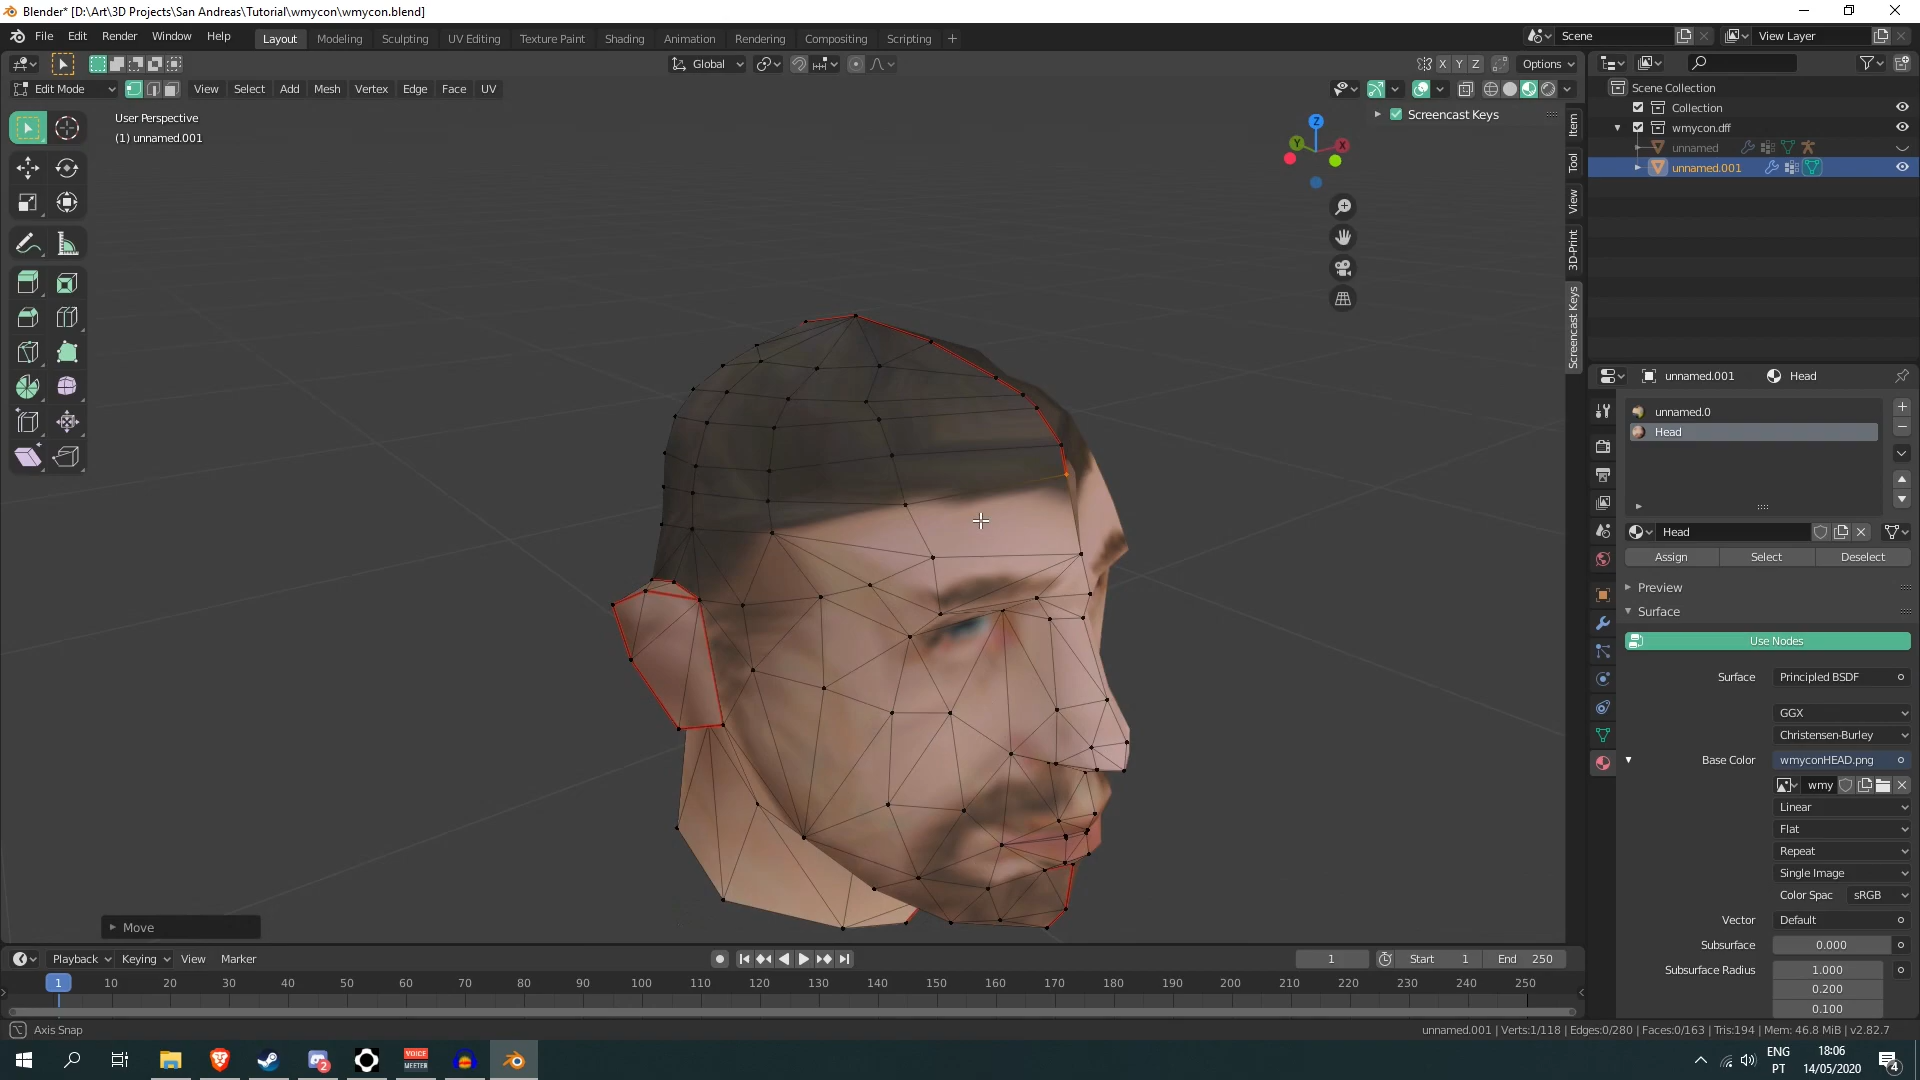 Blender* [D:\Art\3D Projects\San Andreas\Tutorial\wmycon\wmycon.blend]
File Edit Render Window Help Layout Modeling Sculpting UV Editing Texture Paint Shading Animation Rendering Compositing Scripting + Scene View Layer
Global X Y Z Options
Edit Mode View Select Add Mesh Vertex Edge Face UV
User Perspective
(1) unnamed.001
Screencast Keys
Z
Y
X
Item
Tool
View
3D-Print
Screencast Keys
Scene Collection
Collection
wmycon.dff
unnamed
unnamed.001
unnamed.001 Head
unnamed.0
Head
Head
Assign Select Deselect
Preview
Surface
Use Nodes
Surface Principled BSDF
GGX
Christensen-Burley
Base Color wmyconHEAD.png
wmy
Linear
Flat
Repeat
Single Image
Color Spac sRGB
Vector Default
Subsurface 0.000
Subsurface Radius 1.000
0.200
0.100
Move
Playback Keying View Marker 1 Start 1 End 250
1 10 20 30 40 50 60 70 80 90 100 110 120 130 140 150 160 170 180 190 200 210 220 230 240 250
Axis Snap
unnamed.001 | Verts:1/118 | Edges:0/280 | Faces:0/163 | Tris:194 | Mem: 46.8 MiB | v2.82.7
2
VOICE
MEETER
ENG
PT
18:06
14/05/2020
4